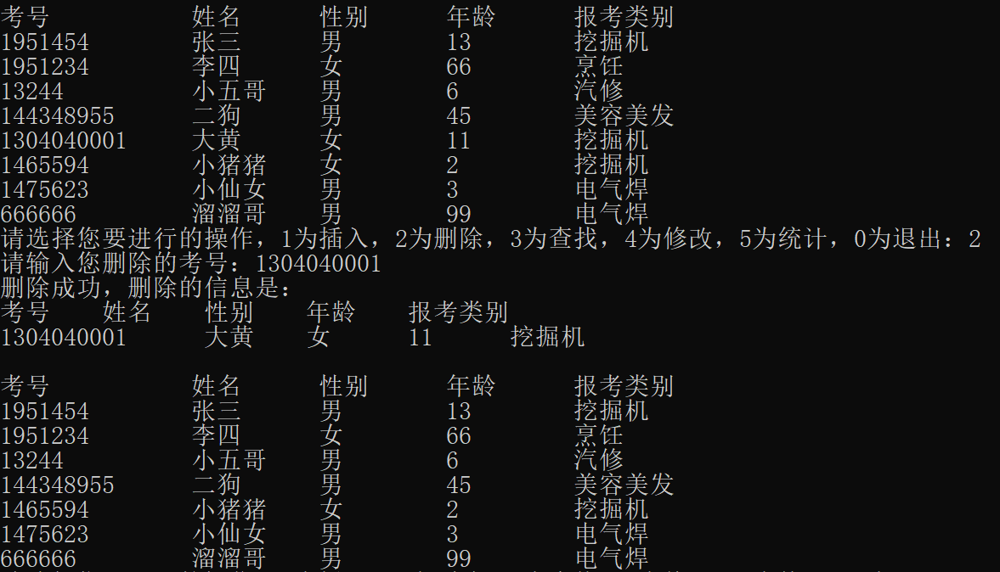 考号 姓名 性别 年龄 报考类别
1951454 张三 男 13 挖掘机
1951234 李四 女 66 烹饪
13244 小五哥 男 6 汽修
144348955 二狗 男 45 美容美发
1304040001 大黄 女 11 挖掘机
1465594 小猪猪 女 2 挖掘机
1475623 小仙女 男 3 电气焊
666666 溜溜哥 男 99 电气焊
请选择您要进行的操作，1为插入，2为删除，3为查找，4为修改，5为统计，0为退出：2
请输入您删除的考号：1304040001
删除成功，删除的信息是：
考号 姓名 性别 年龄 报考类别
1304040001 大黄 女 11 挖掘机
考号 姓名 性别 年龄 报考类别
1951454 张三 男 13 挖掘机
1951234 李四 女 66 烹饪
13244 小五哥 男 6 汽修
144348955 二狗 男 45 美容美发
1465594 小猪猪 女 2 挖掘机
1475623 小仙女 男 3 电气焊
666666 溜溜哥 男 99 电气焊